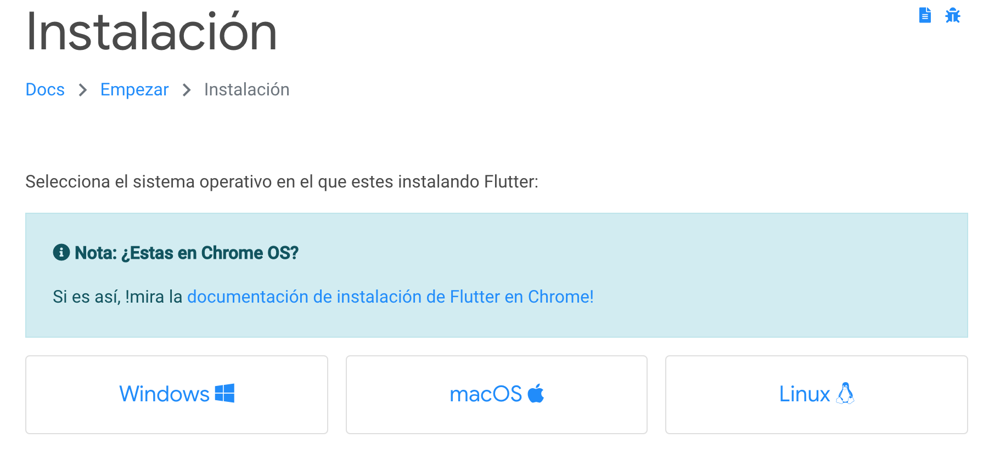 Instalación
Docs > Empezar > Instalación
Selecciona el sistema operativo en el que estes instalando Flutter:
Nota: ¿Estas en Chrome OS?
Si es así, !mira la documentación de instalación de Flutter en Chrome!
Windows
macOS
Linux